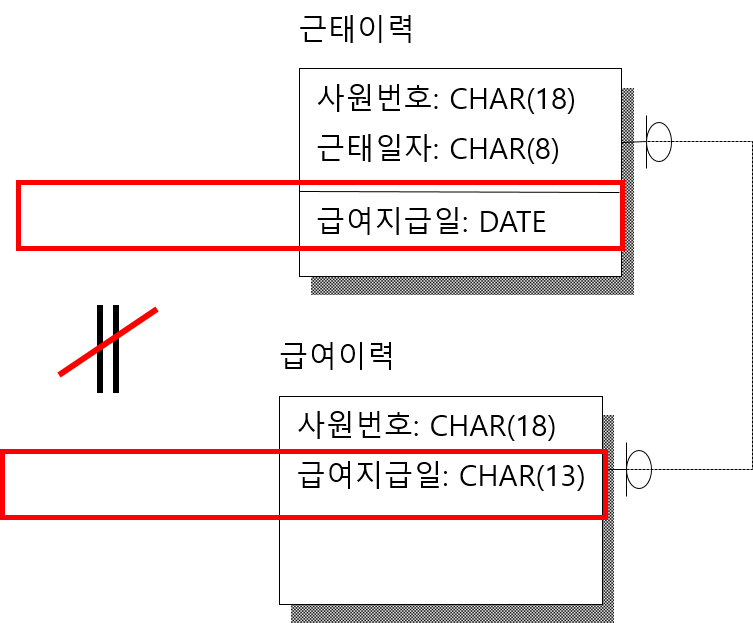 근태이력
사원번호: CHAR(18)
근태일자: CHAR(8)
급여지급일: DATE
급여이력
사원번호: CHAR(18)
급여지급일: CHAR(13)